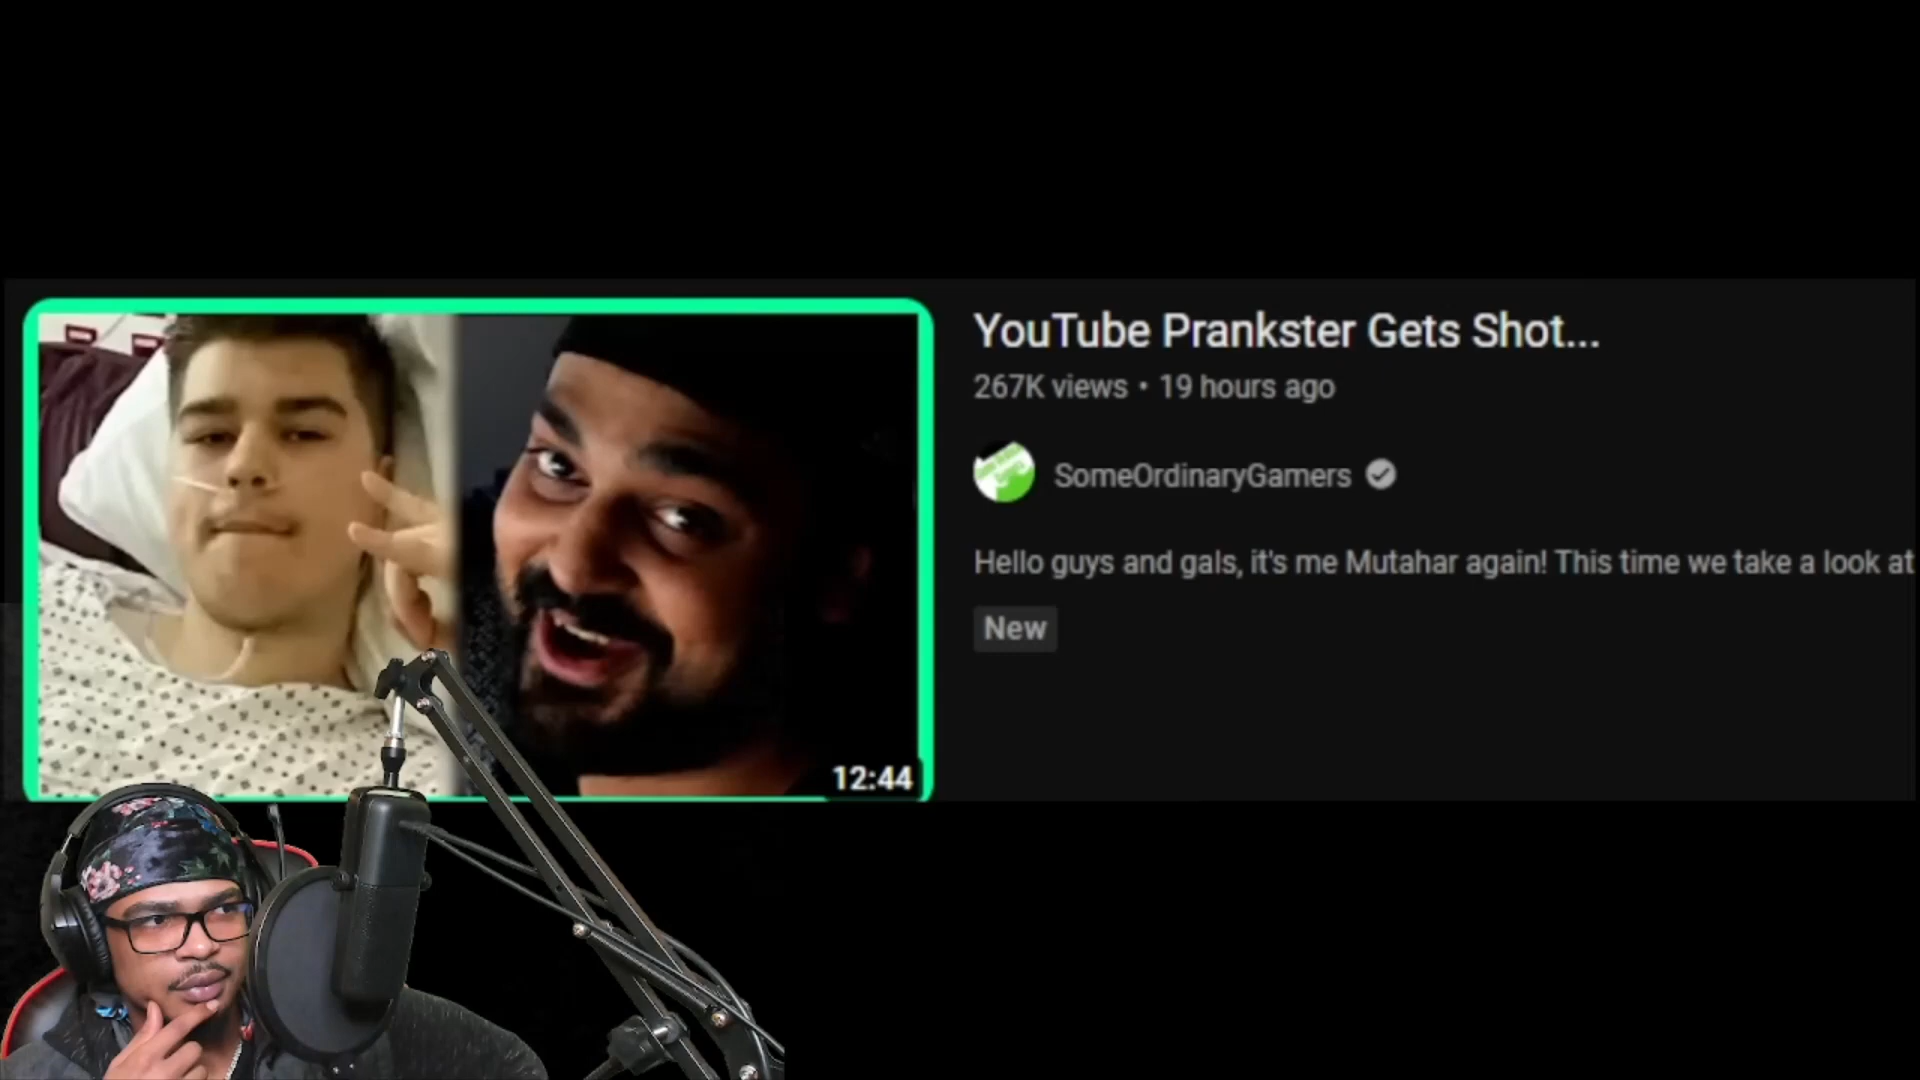 YouTube Prankster Gets Shot...
267K views • 19 hours ago
SomeOrdinaryGamers
Hello guys and gals, it's me Mutahar again! This time we take a look at
New
12:44